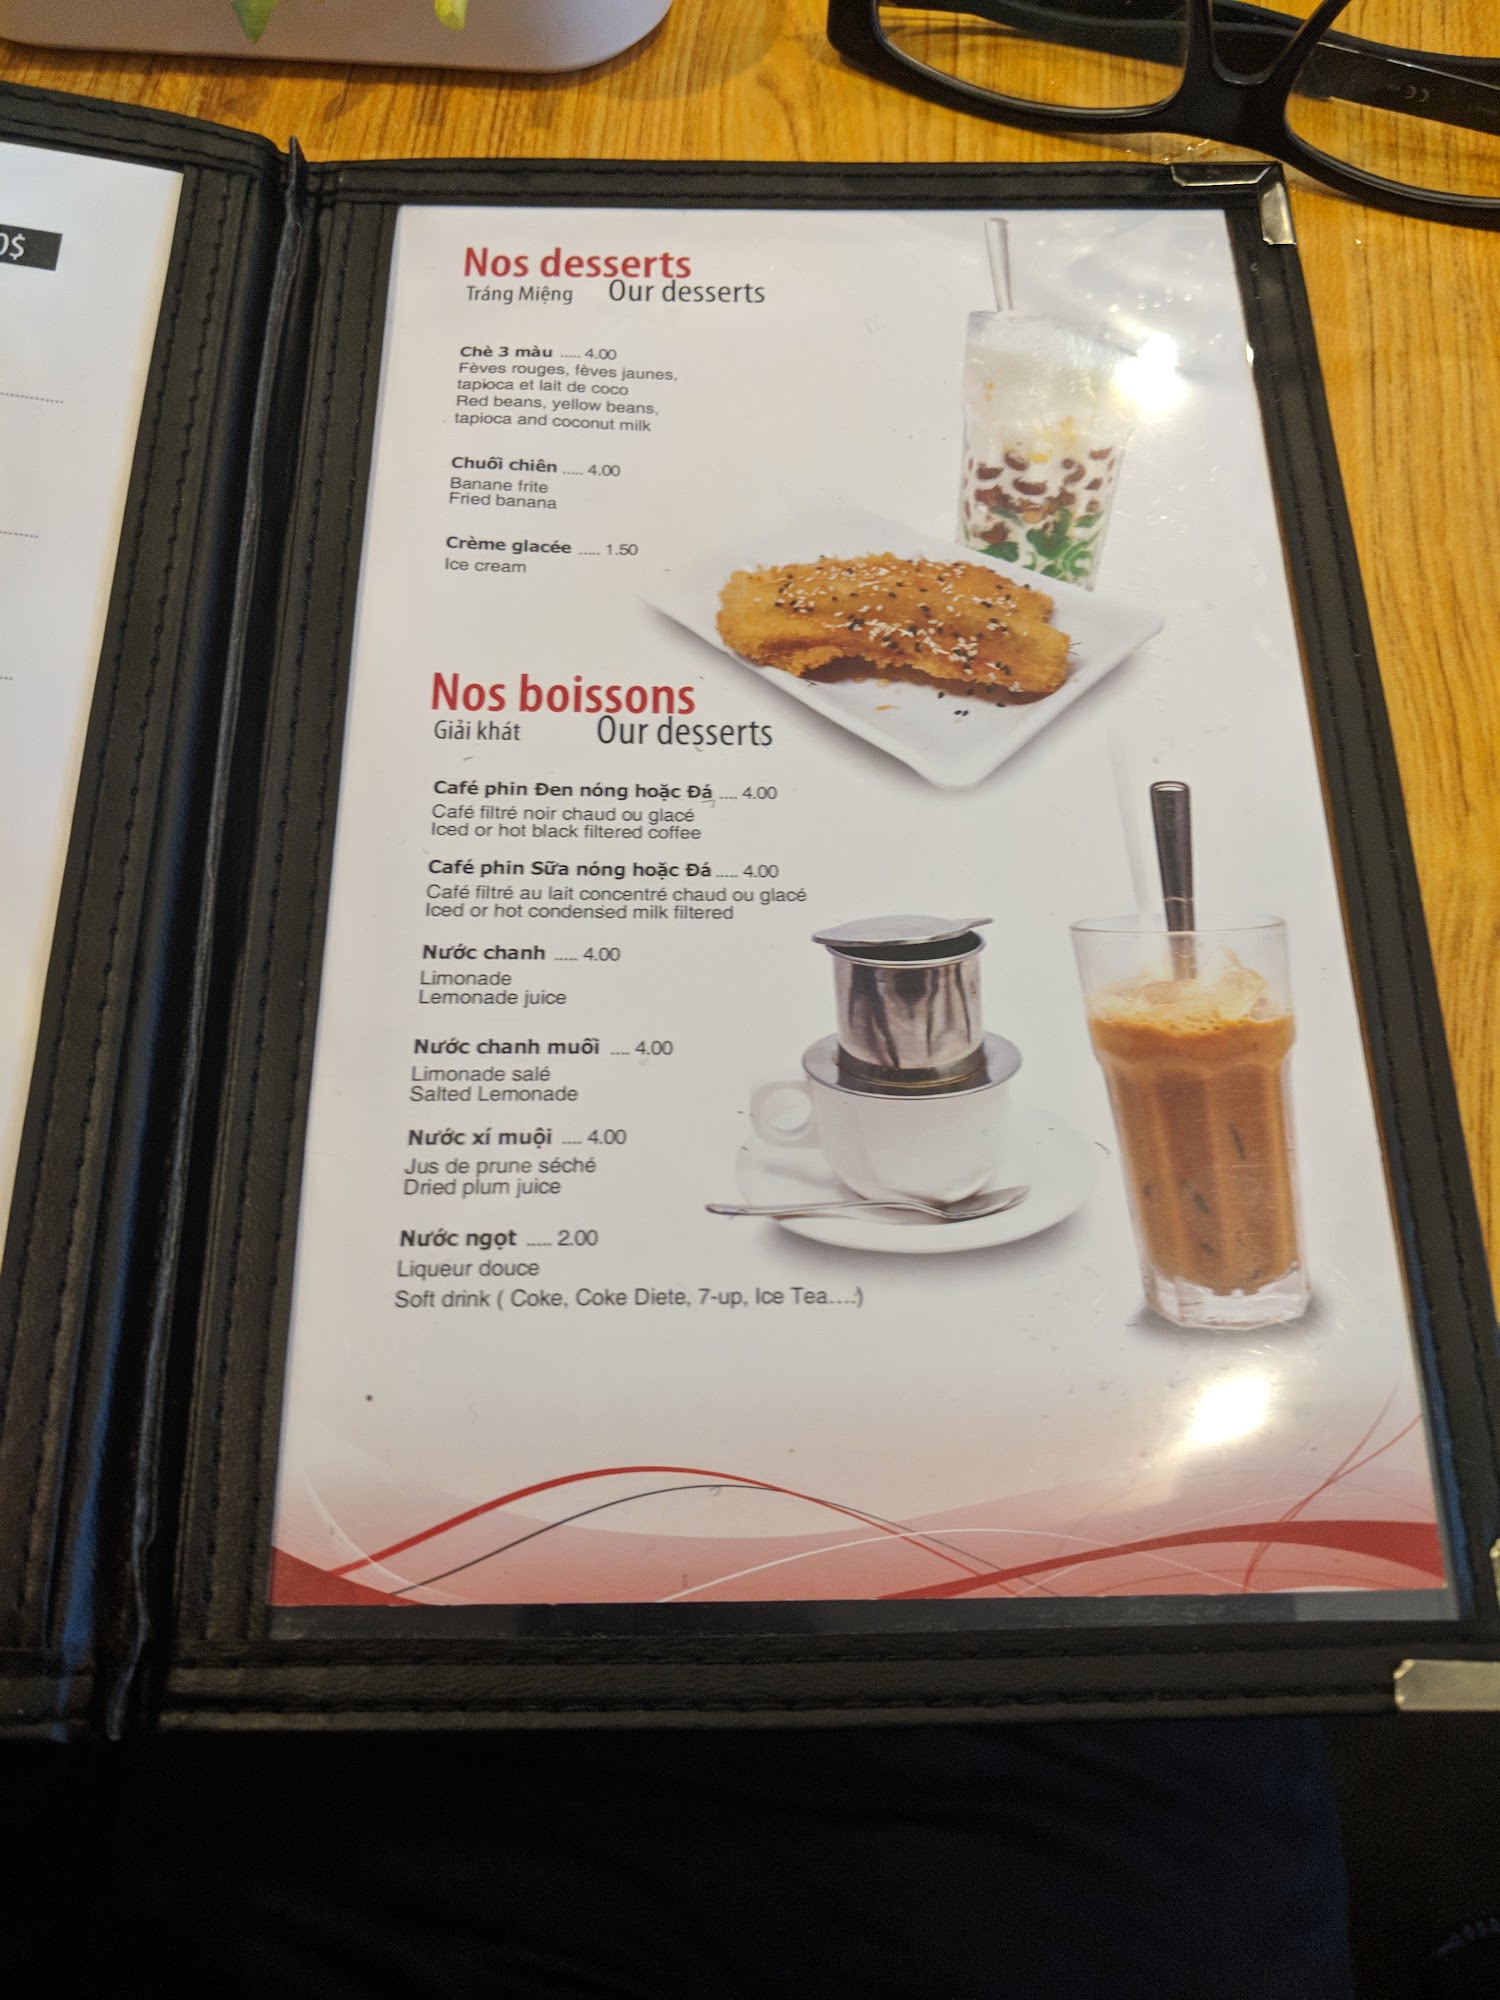 0$
Nos desserts
Tráng Miệng Our desserts
Chè 3 màu ..... 4.00
Fèves rouges, fèves jaunes,
tapioca et lait de coco
Red beans, yellow beans,
tapioca and coconut milk
Chuối chiên ..... 4.00
Banane frite
Fried banana
Crème glacée ..... 1.50
Ice cream
Nos boissons
Giải khát Our desserts
Café phin Đen nóng hoặc Đá .... 4.00
Café filtré noir chaud ou glacé
Iced or hot black filtered coffee
Café phin Sữa nóng hoặc Đá ..... 4.00
Café filtré au lait concentré chaud ou glacé
Iced or hot condensed milk filtered
Nước chanh ..... 4.00
Limonade
Lemonade juice
Nước chanh muối .... 4.00
Limonade salé
Salted Lemonade
Nước xí muội .... 4.00
Jus de prune séché
Dried plum juice
Nước ngọt ..... 2.00
Liqueur douce
Soft drink ( Coke, Coke Diete, 7-up, Ice Tea....)
CE